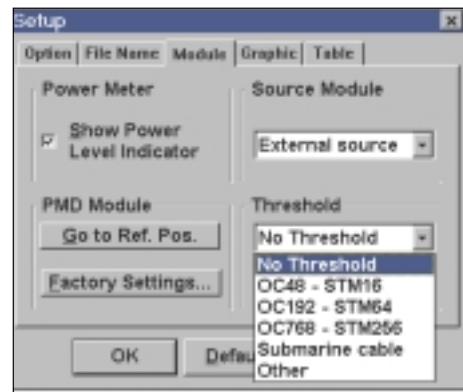 Setup
Option File Name Module Graphic Table
Power Meter
Show Power
Level Indicator
Source Module
External source
PMD Module
Go to Ref. Pos.
Factory Settings...
Threshold
No Threshold
No Threshold
OC48 - STM16
OC192 - STM64
OC768 - STM256
Submarine cable
Other
OK
Defau